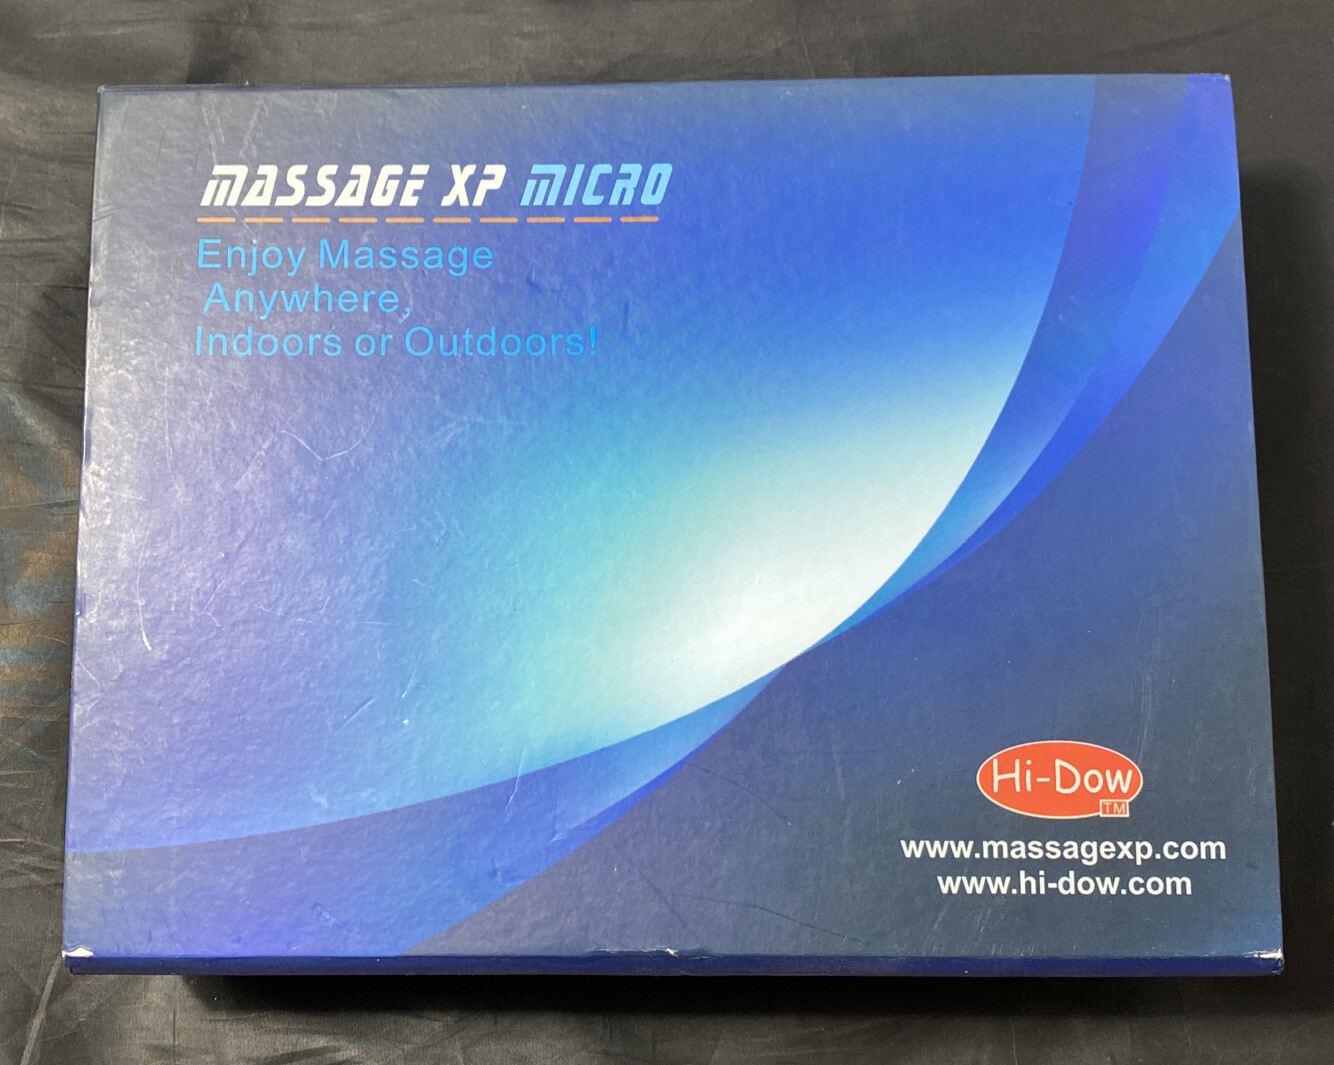 MASSAGE XP MICRO
Enjoy Massage
Anywhere,
Indoors or Outdoors!
Hi-Dow
TM
www.massagexp.com
www.hi-dow.com